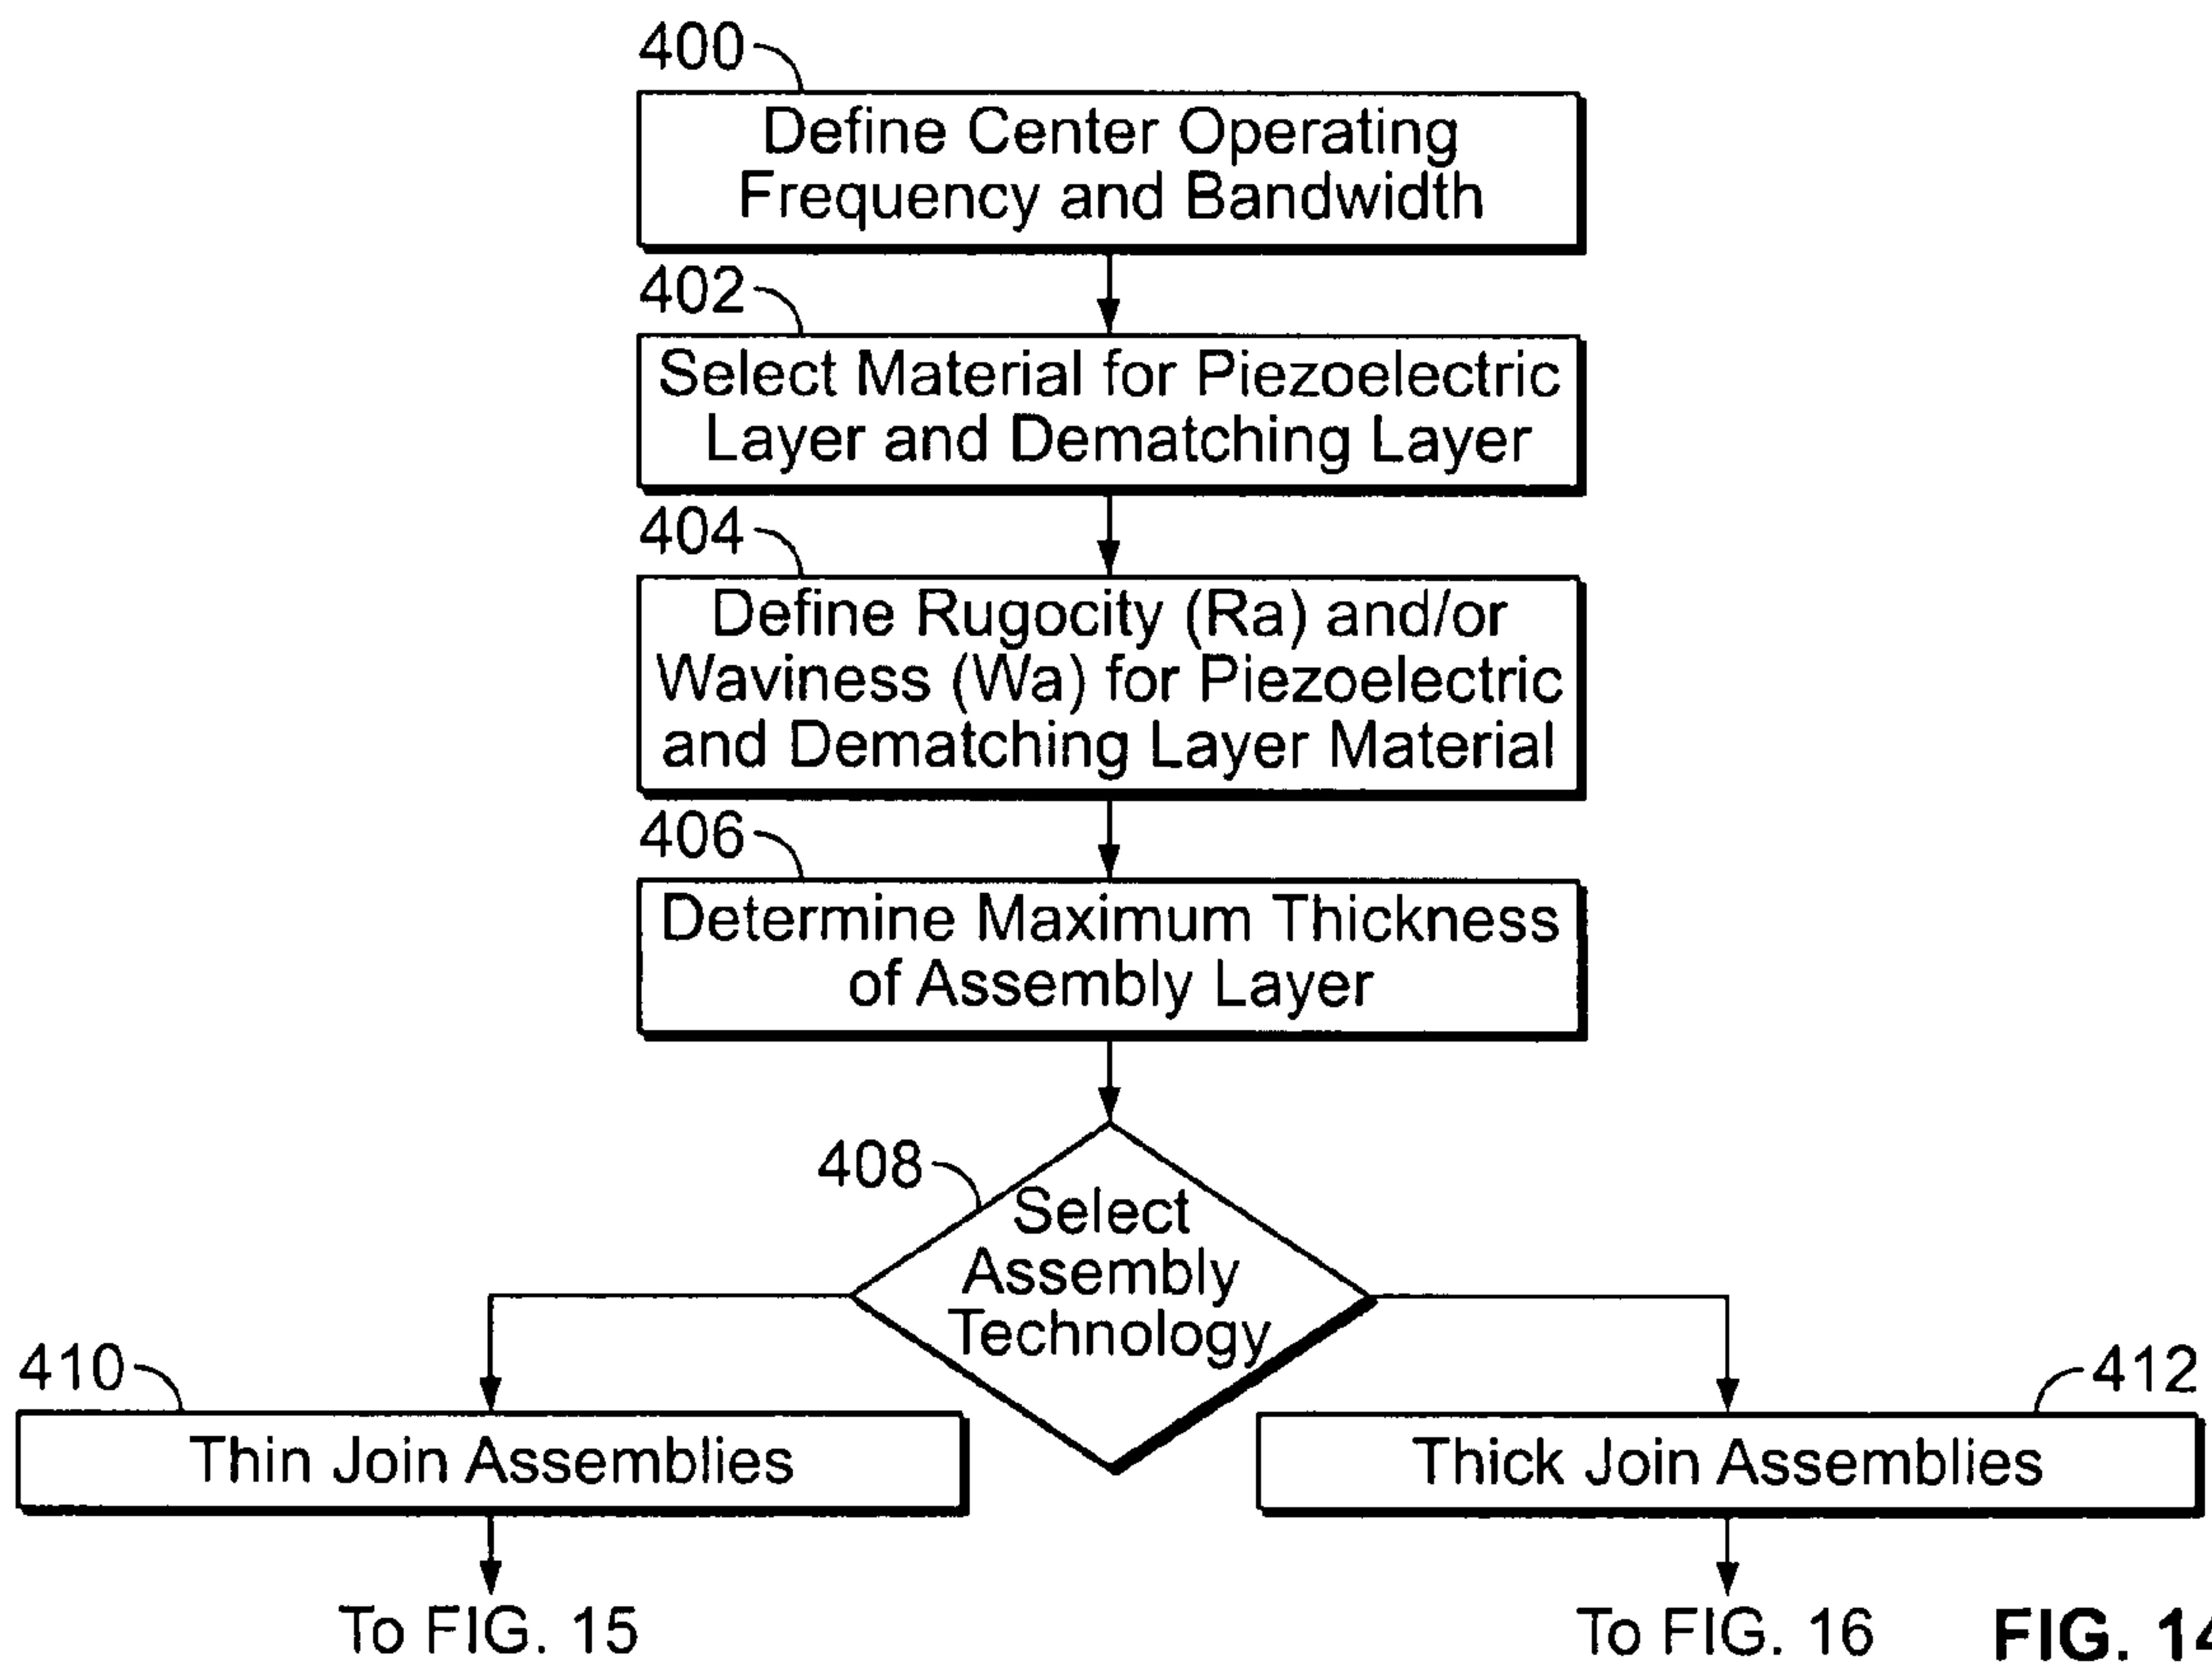 400
Define Center Operating
Frequency and Bandwidth
402
Select Material for Piezoelectric
Layer and Dematching Layer
404
Define Rugocity (Ra) and/or
Waviness (Wa) for Piezoelectric
and Dematching Layer Material
406
Determine Maximum Thickness
of Assembly Layer
408
Select
Assembly
Technology
410
Thin Join Assemblies
412
Thick Join Assemblies
To FIG. 15
To FIG. 16
FIG. 14